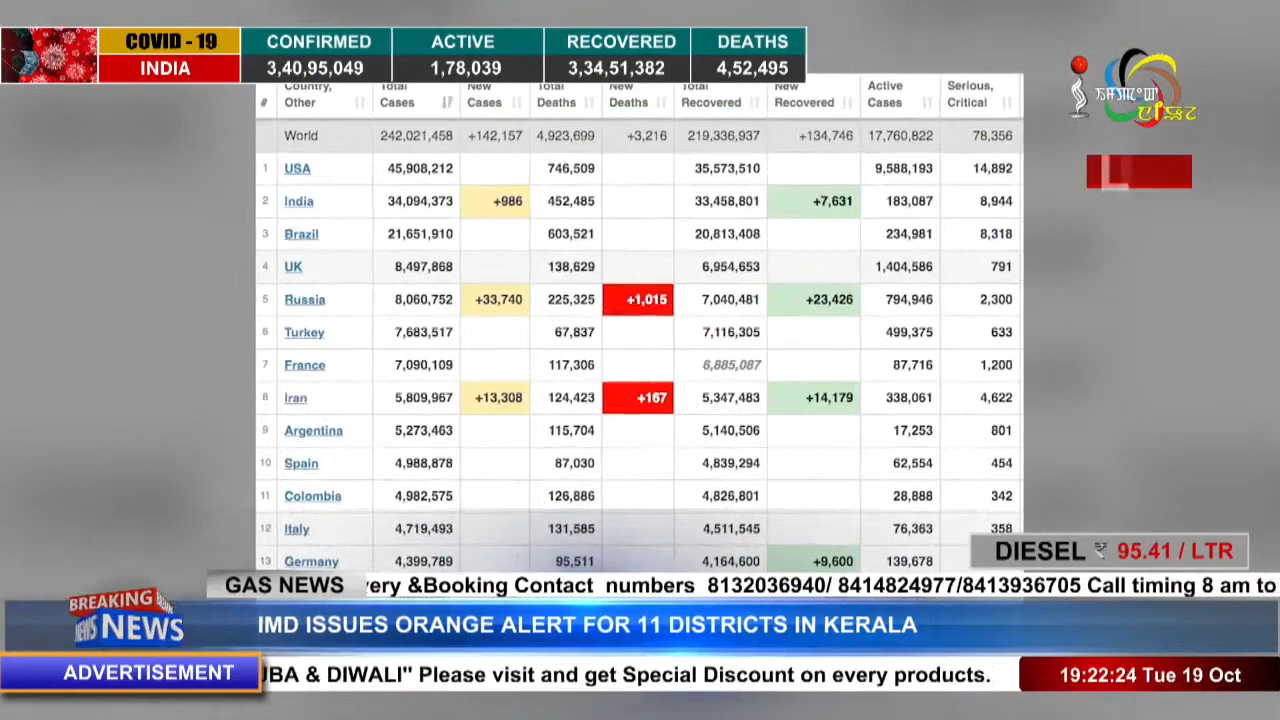 COVID - 19 CONFIRMED ACTIVE RECOVERED DEATHS
INDIA 3,40,95,049 1,78,039 3,34,51,382 4,52,495
Country, Total New Total New Total New Active Serious,
# Other Cases Cases Deaths Deaths Recovered Recovered Cases Critical
World 242,021,458 +142,157 4,923,699 +3,216 219,336,937 +134,746 17,760,822 78,356
1 USA 45,908,212 746,509 35,573,510 9,588,193 14,892
2 India 34,094,373 +986 452,485 33,458,801 +7,631 183,087 8,944
3 Brazil 21,651,910 603,521 20,813,408 234,981 8,318
4 UK 8,497,868 138,629 6,954,653 1,404,586 791
5 Russia 8,060,752 +33,740 225,325 +1,015 7,040,481 +23,426 794,946 2,300
6 Turkey 7,683,517 67,837 7,116,305 499,375 633
7 France 7,090,109 117,306 6,885,087 87,716 1,200
8 Iran 5,809,967 +13,308 124,423 +167 5,347,483 +14,179 338,061 4,622
9 Argentina 5,273,463 115,704 5,140,506 17,253 801
10 Spain 4,988,878 87,030 4,839,294 62,554 454
11 Colombia 4,982,575 126,886 4,826,801 28,888 342
12 Italy 4,719,493 131,585 4,511,545 76,363 358
13 Germany 4,399,789 95,511 4,164,600 +9,600 139,678
DIESEL ₹ 95.41 / LTR
GAS NEWS very &Booking Contact numbers 8132036940/ 8414824977/8413936705 Call timing 8 am to
BREAKING
NEWS
IMD ISSUES ORANGE ALERT FOR 11 DISTRICTS IN KERALA
ADVERTISEMENT & DIWALI" Please visit and get Special Discount on every products.
19:22:24 Tue 19 Oct